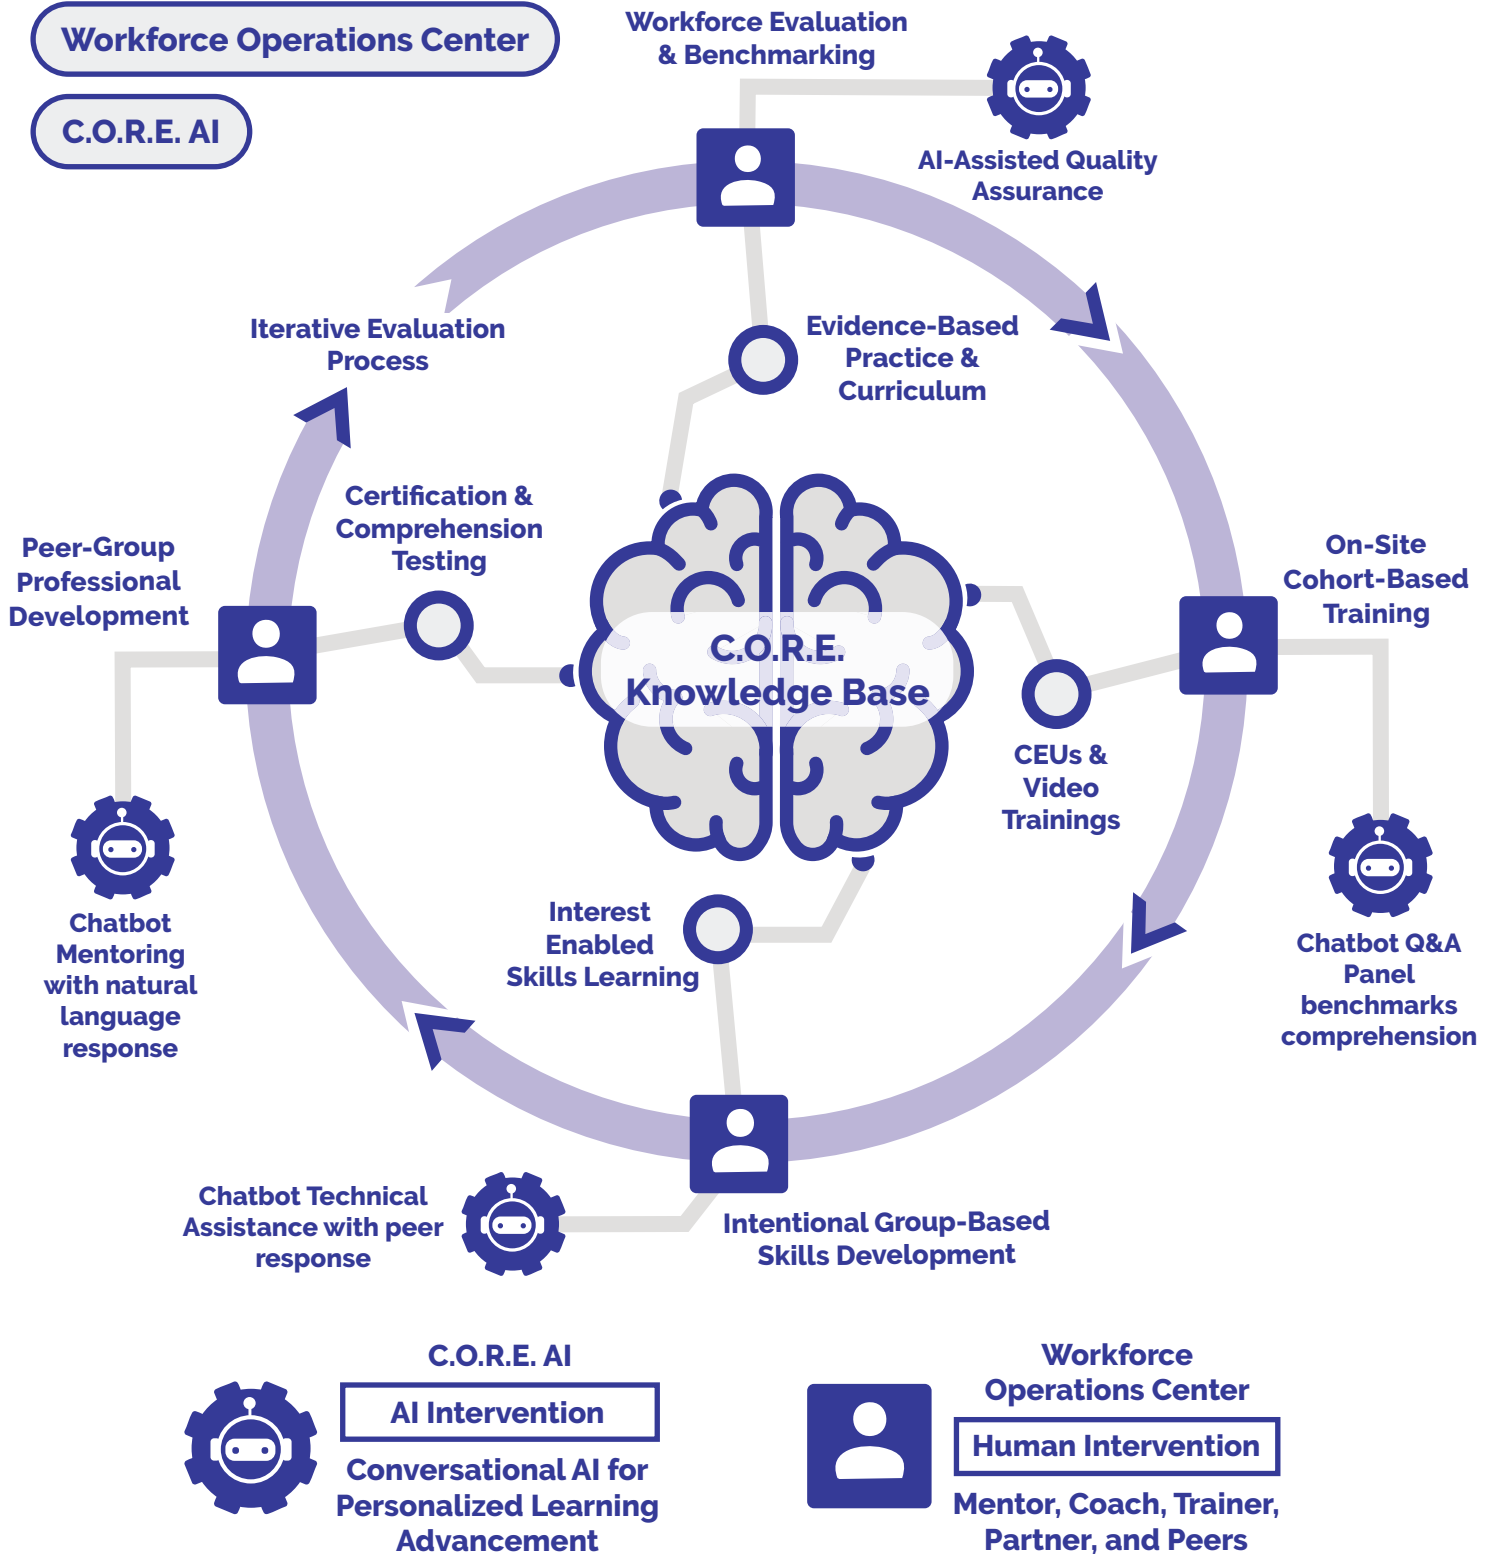 Workforce Operations Center
C.O.R.E. AI
Workforce Evaluation
& Benchmarking
AI-Assisted Quality
Assurance
Iterative Evaluation
Process
Evidence-Based
Practice &
Curriculum
Certification &
Comprehension
Testing
Peer-Group
Professional
Development
On-Site
Cohort-Based
Training
C.O.R.E.
Knowledge Base
CEUs &
Video
Trainings
Interest
Enabled
Skills Learning
Chatbot
Mentoring
with natural
language
response
Chatbot Q&A
Panel
benchmarks
comprehension
Chatbot Technical
Assistance with peer
response
Intentional Group-Based
Skills Development
C.O.R.E. AI
AI Intervention
Conversational AI for
Personalized Learning
Advancement
Workforce
Operations Center
Human Intervention
Mentor, Coach, Trainer,
Partner, and Peers